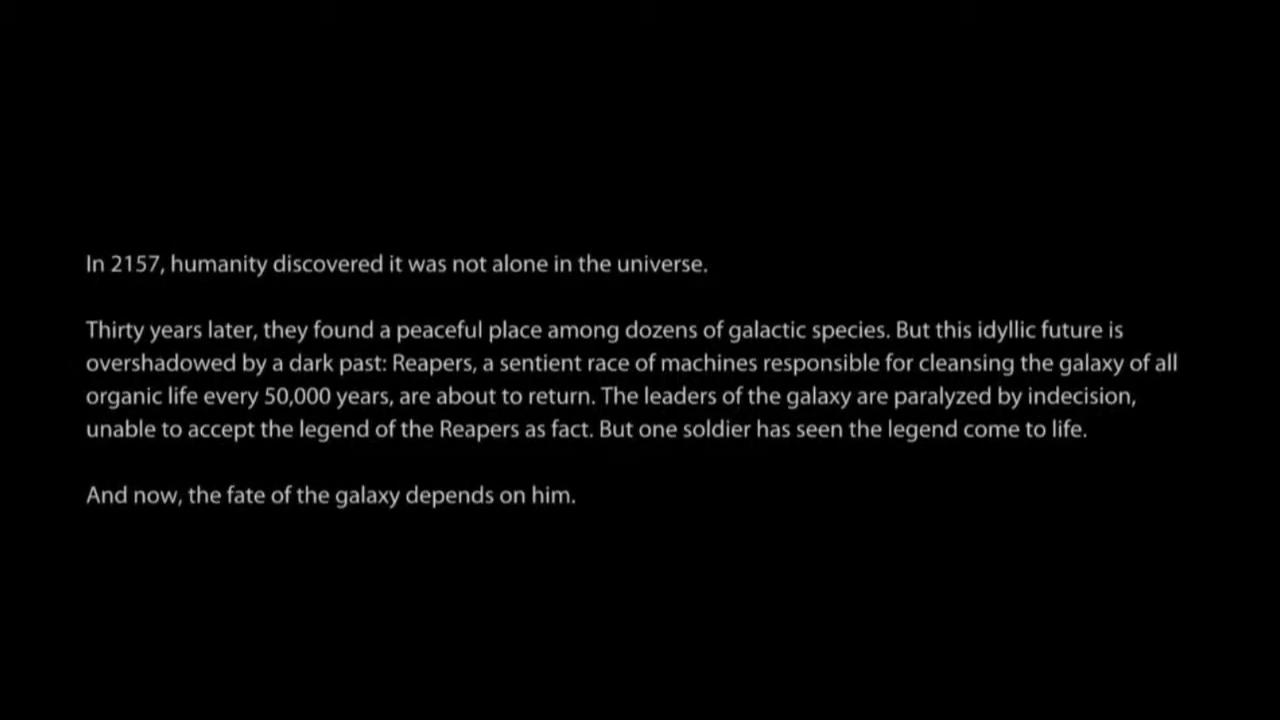 In 2157, humanity discovered it was not alone in the universe.
Thirty years later, they found a peaceful place among dozens of galactic species. But this idyllic future is
overshadowed by a dark past: Reapers, a sentient race of machines responsible for cleansing the galaxy of all
organic life every 50,000 years, are about to return. The leaders of the galaxy are paralyzed by indecision,
unable to accept the legend of the Reapers as fact. But one soldier has seen the legend come to life.
And now, the fate of the galaxy depends on him.